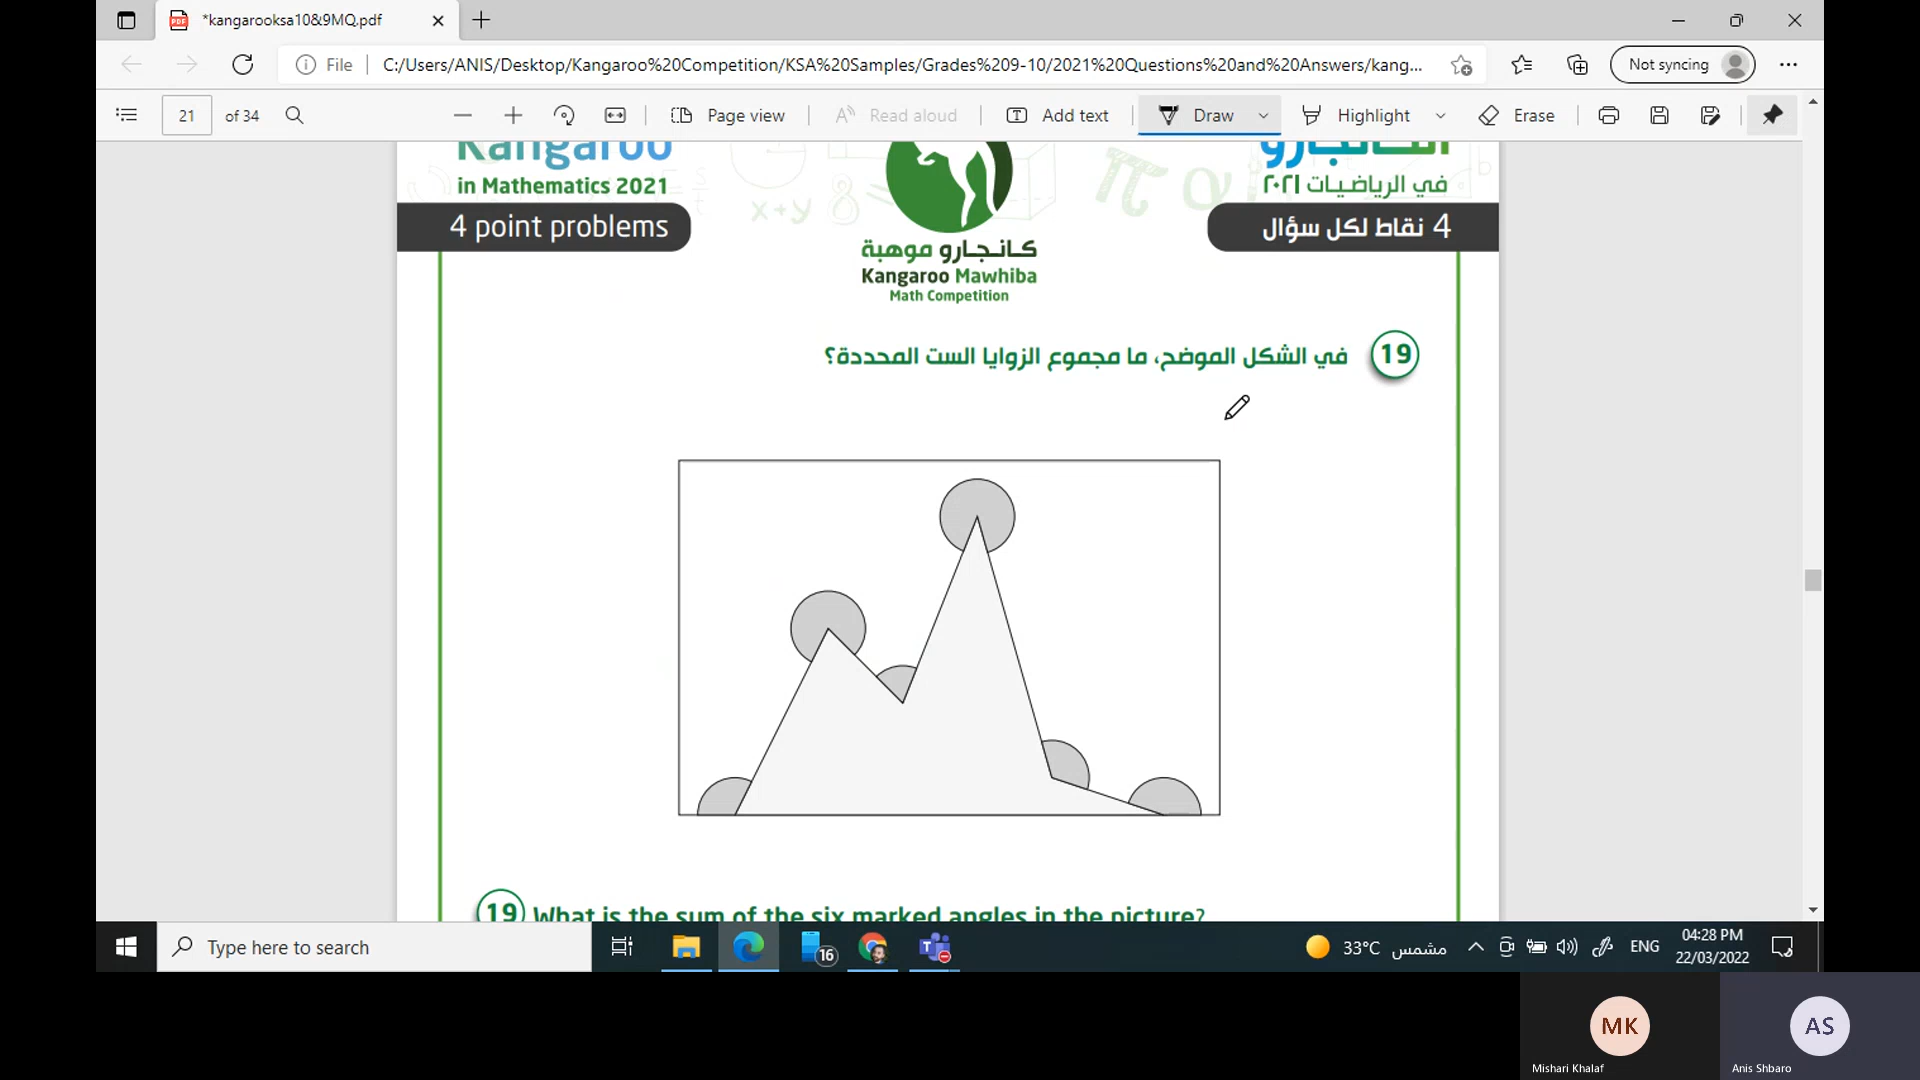 *kangarooksa10&9MQ.pdf
File
C:/Users/ANIS/Desktop/Kangaroo%20Competition/KSA%20Samples/Grades%209-10/2021%20Questions%20and%20Answers/kang...
Not syncing
21 of 34
Page view
Read aloud
Add text
Draw
Highlight
Erase
Kangaroo
in Mathematics 2021
الكانجارو
في الرياضيات ٢٠٢١
x+y
8
π
α
4 point problems
4 نقاط لكل سؤال
كانجارو موهبة
Kangaroo Mawhiba
Math Competition
19 في الشكل الموضح، ما مجموع الزوايا الست المحددة؟
19 What is the sum of the six marked angles in the picture?
Type here to search
16
33°C مشمس
ENG
04:28 PM
22/03/2022
MK
Mishari Khalaf
AS
Anis Shbaro